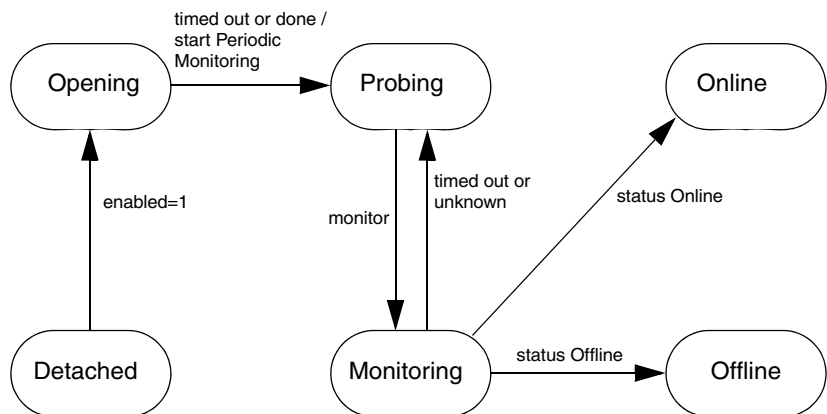 timed out or done /
start Periodic
Monitoring
Opening
Probing
Online
enabled=1
monitor
timed out or
unknown
status Online
Detached
Monitoring
status Offline
Offline